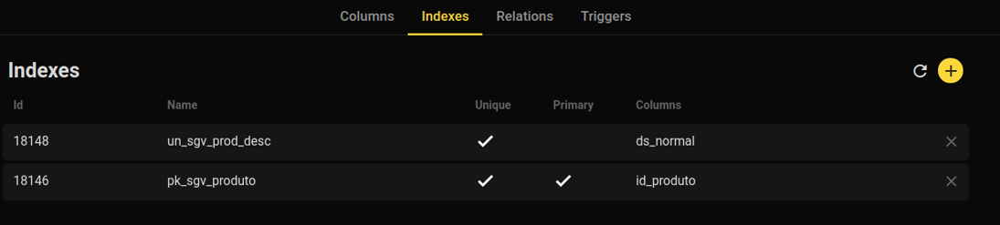 Columns Indexes Relations Triggers
Indexes
Id Name Unique Primary Columns
18148 un_sgv_prod_desc ds_normal
18146 pk_sgv_produto id_produto